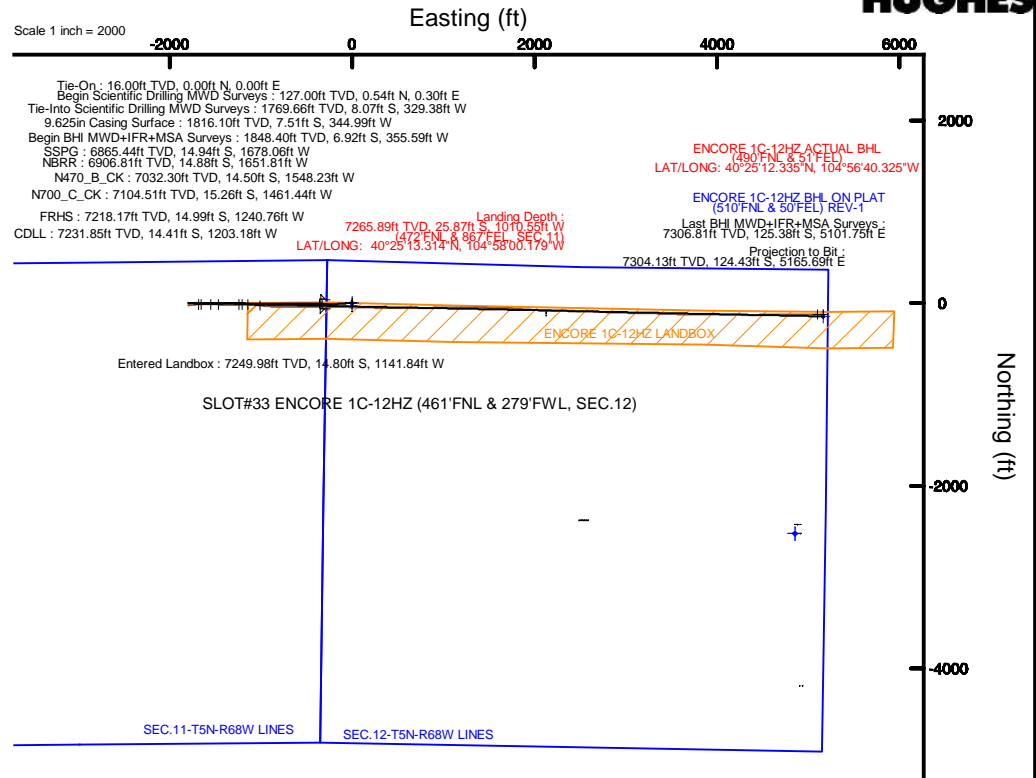 HUGHES
Easting (ft)
Scale 1 inch = 2000
-2000
0
2000
4000
6000
Tie-On : 16.00ft TVD, 0.00ft N, 0.00ft E
Begin Scientific Drilling MWD Surveys : 127.00ft TVD, 0.54ft N, 0.30ft E
Tie-Into Scientific Drilling MWD Surveys : 1769.66ft TVD, 8.07ft S, 329.38ft W
9.625in Casing Surface : 1816.10ft TVD, 7.51ft S, 344.99ft W
Begin BHI MWD+IFR+MSA Surveys : 1848.40ft TVD, 6.92ft S, 355.59ft W
SSPG : 6865.44ft TVD, 14.94ft S, 1678.06ft W
NBRR : 6906.81ft TVD, 14.88ft S, 1651.81ft W
N470_B_CK : 7032.30ft TVD, 14.50ft S, 1548.23ft W
N700_C_CK : 7104.51ft TVD, 15.26ft S, 1461.44ft W
FRHS : 7218.17ft TVD, 14.99ft S, 1240.76ft W
CDLL : 7231.85ft TVD, 14.41ft S, 1203.18ft W
Landing Depth :
7265.89ft TVD, 25.87ft S, 1010.55ft W
(472'FNL & 867'FEL, SEC.11)
LAT/LONG: 40°25'13.314"N, 104°58'00.179"W
ENCORE 1C-12HZ ACTUAL BHL
(490'FNL & 51'FEL)
LAT/LONG: 40°25'12.335"N, 104°56'40.325"W
ENCORE 1C-12HZ BHL ON PLAT
(510'FNL & 50'FEL) REV-1
Last BHI MWD+IFR+MSA Surveys :
7306.81ft TVD, 125.38ft S, 5101.75ft E
Projection to Bit :
7304.13ft TVD, 124.43ft S, 5165.69ft E
2000
0
ENCORE 1C-12HZ LANDBOX
Entered Landbox : 7249.98ft TVD, 14.80ft S, 1141.84ft W
SLOT#33 ENCORE 1C-12HZ (461'FNL & 279'FWL, SEC.12)
Northing (ft)
-2000
-4000
SEC.11-T5N-R68W LINES
SEC.12-T5N-R68W LINES